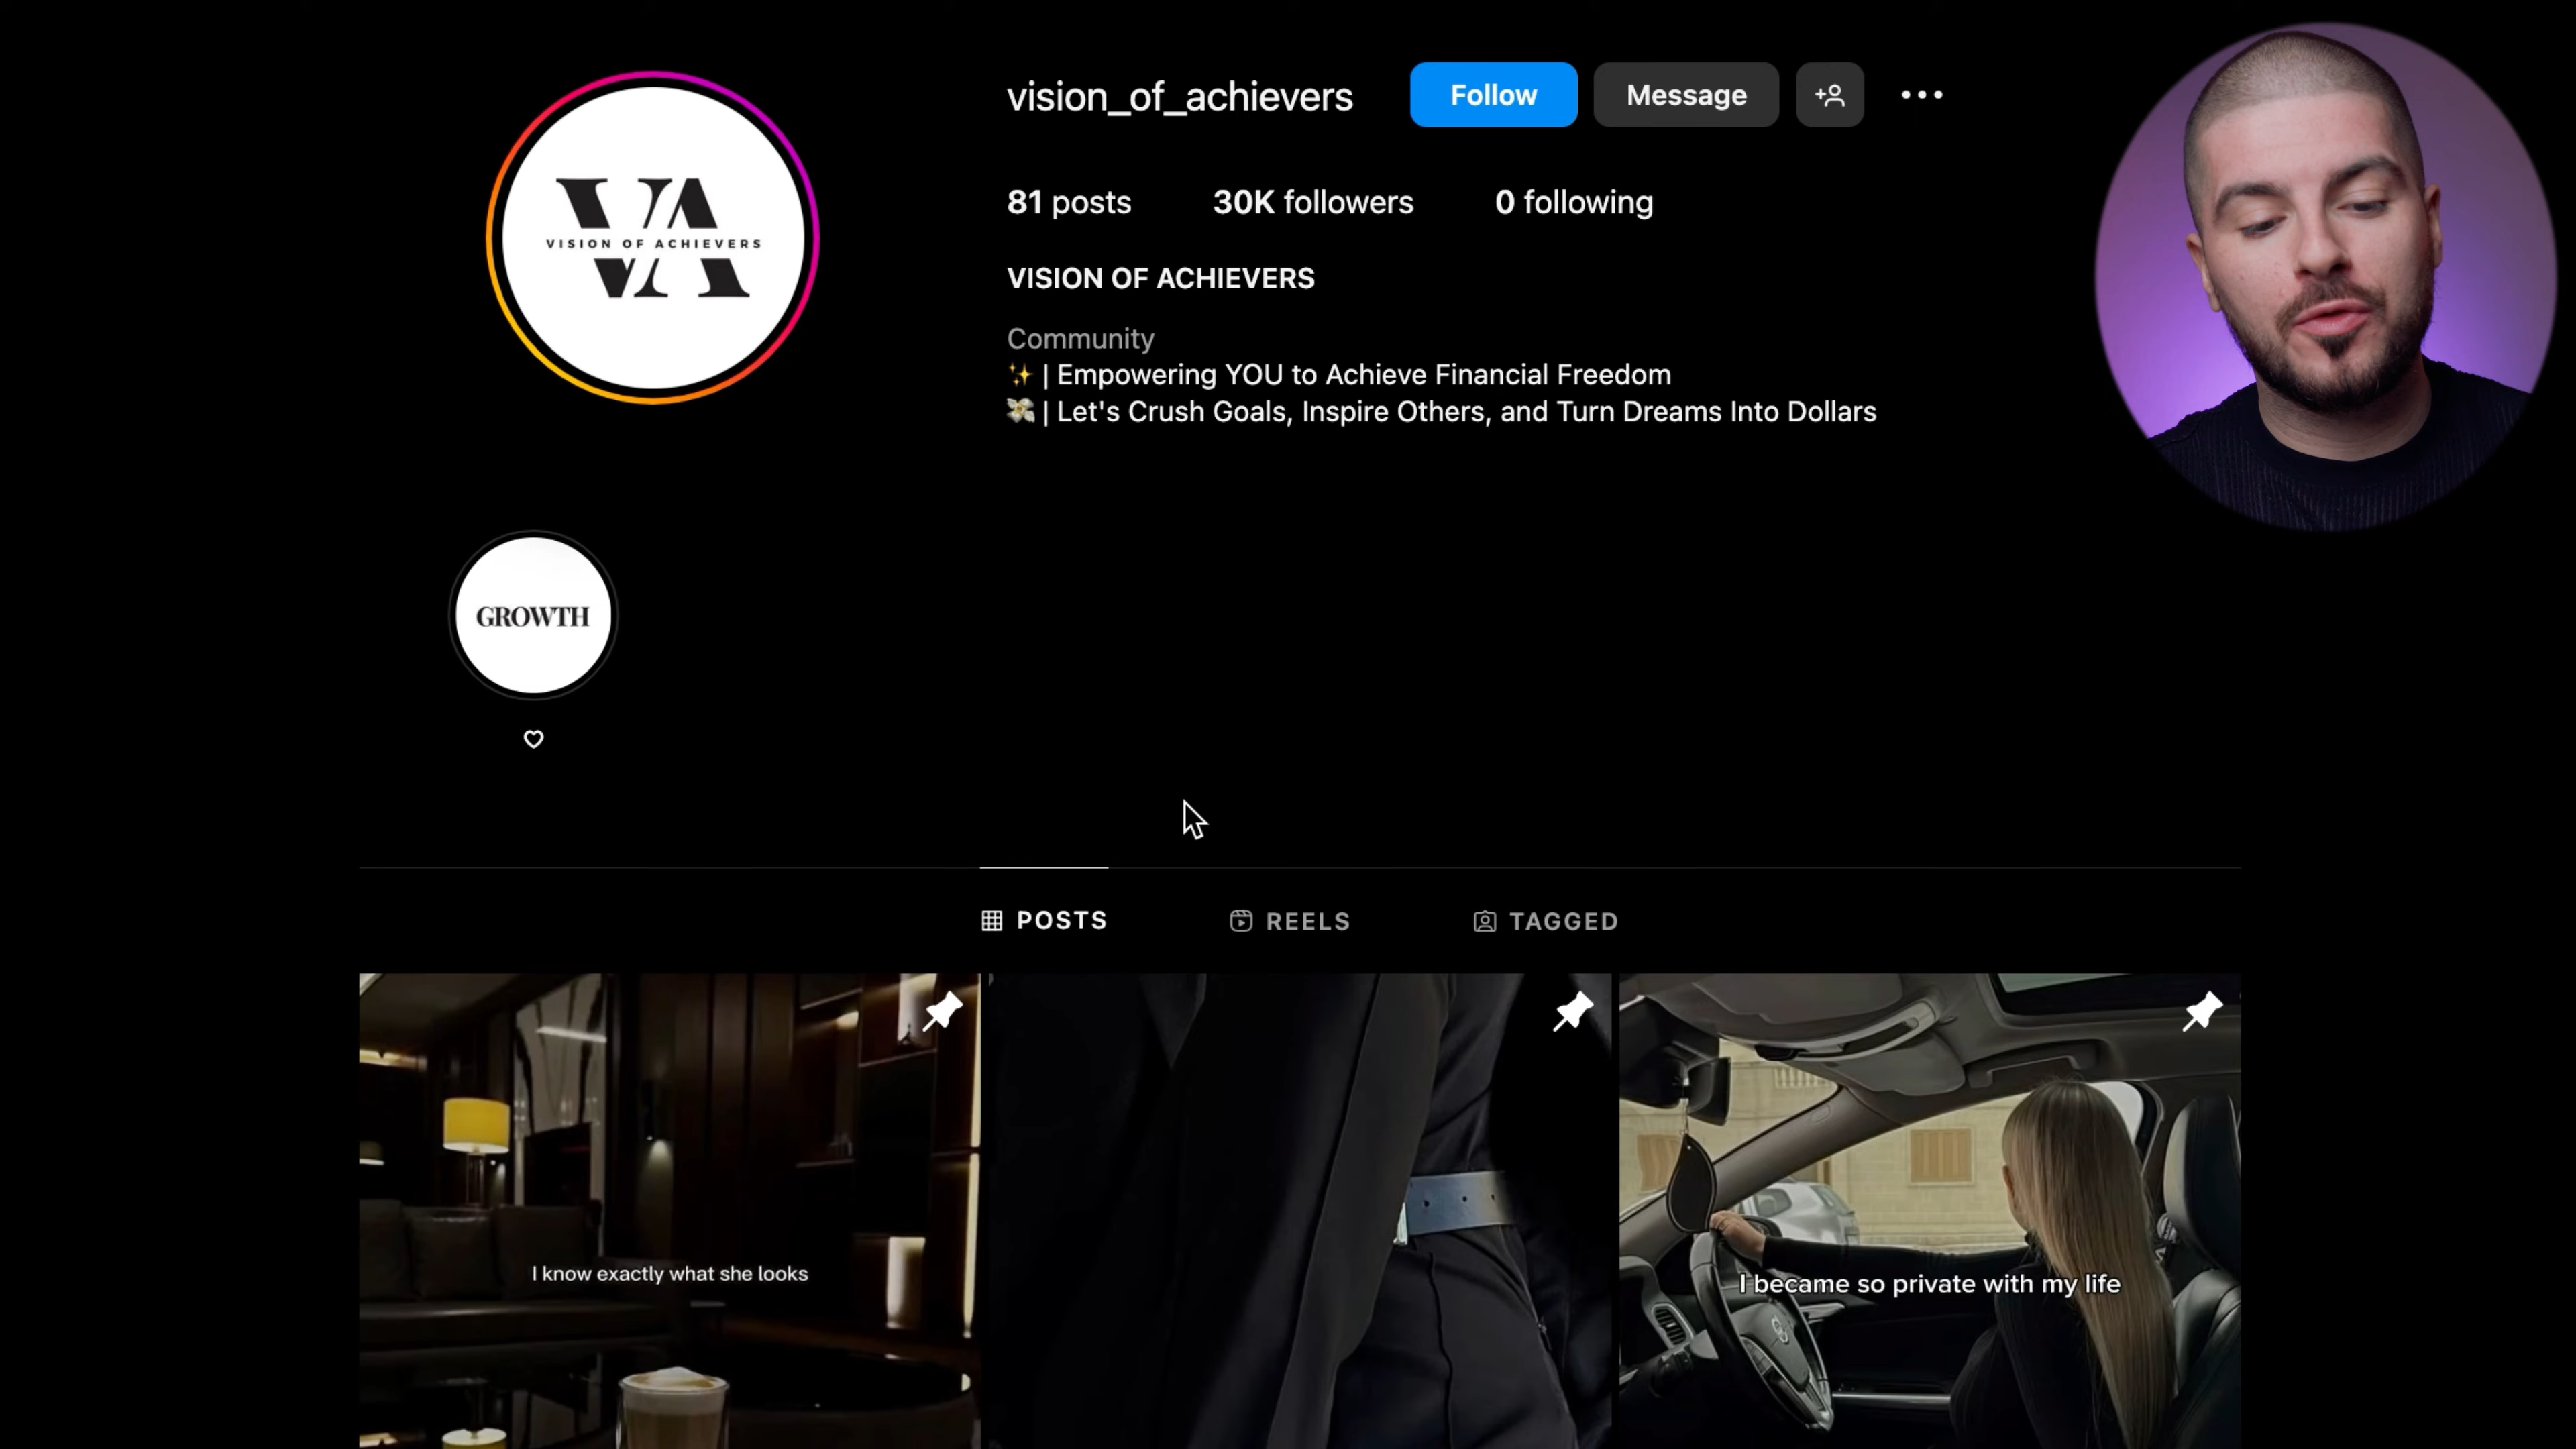 vision_of_achievers Follow Message
81 posts 30K followers 0 following
VISION OF ACHIEVERS
VISION OF ACHIEVERS
Community
✨ | Empowering YOU to Achieve Financial Freedom
💸 | Let's Crush Goals, Inspire Others, and Turn Dreams Into Dollars
GROWTH
POSTS REELS TAGGED
I know exactly what she looks
I became so private with my life